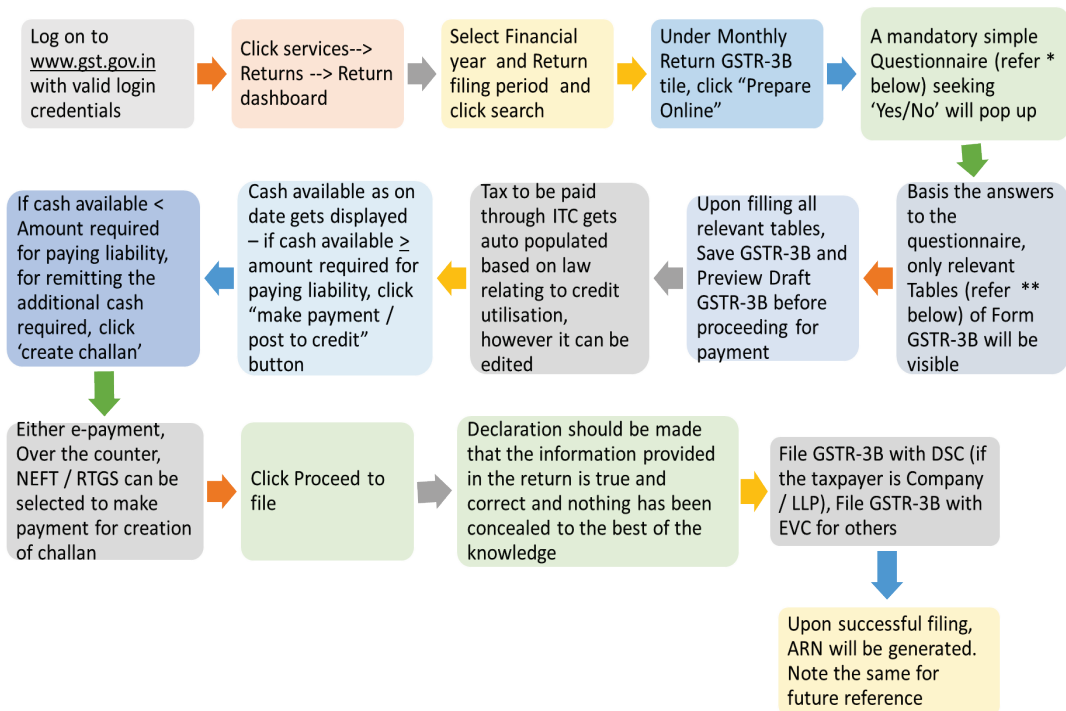 Log on to
www.gst.gov.in
with valid login
credentials
Click services-->
Returns --> Return
dashboard
Select Financial
year and Return
filing period and
click search
Under Monthly
Return GSTR-3B
tile, click “Prepare
Online”
A mandatory simple
Questionnaire (refer *
below) seeking
‘Yes/No’ will pop up
Basis the answers
to the
questionnaire,
only relevant
Tables (refer **
below) of Form
GSTR-3B will be
visible
Upon filling all
relevant tables,
Save GSTR-3B and
Preview Draft
GSTR-3B before
proceeding for
payment
Tax to be paid
through ITC gets
auto populated
based on law
relating to credit
utilisation,
however it can be
edited
Cash available as on
date gets displayed
– if cash available ≥
amount required for
paying liability, click
“make payment /
post to credit”
button
If cash available <
Amount required
for paying liability,
for remitting the
additional cash
required, click
‘create challan’
Either e-payment,
Over the counter,
NEFT / RTGS can be
selected to make
payment for creation
of challan
Click Proceed to
file
Declaration should be made
that the information provided
in the return is true and
correct and nothing has been
concealed to the best of the
knowledge
File GSTR-3B with DSC (if
the taxpayer is Company
/ LLP), File GSTR-3B with
EVC for others
Upon successful filing,
ARN will be generated.
Note the same for
future reference